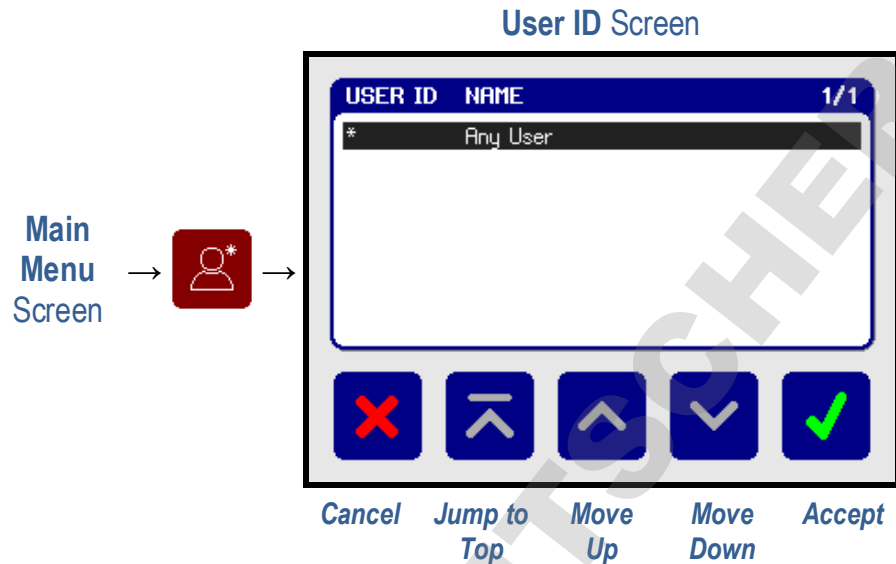 User ID Screen
USER ID NAME 1/1
* Any User
Main
Menu
Screen
→ * →
Cancel Jump to Move Move Accept
Top Up Down